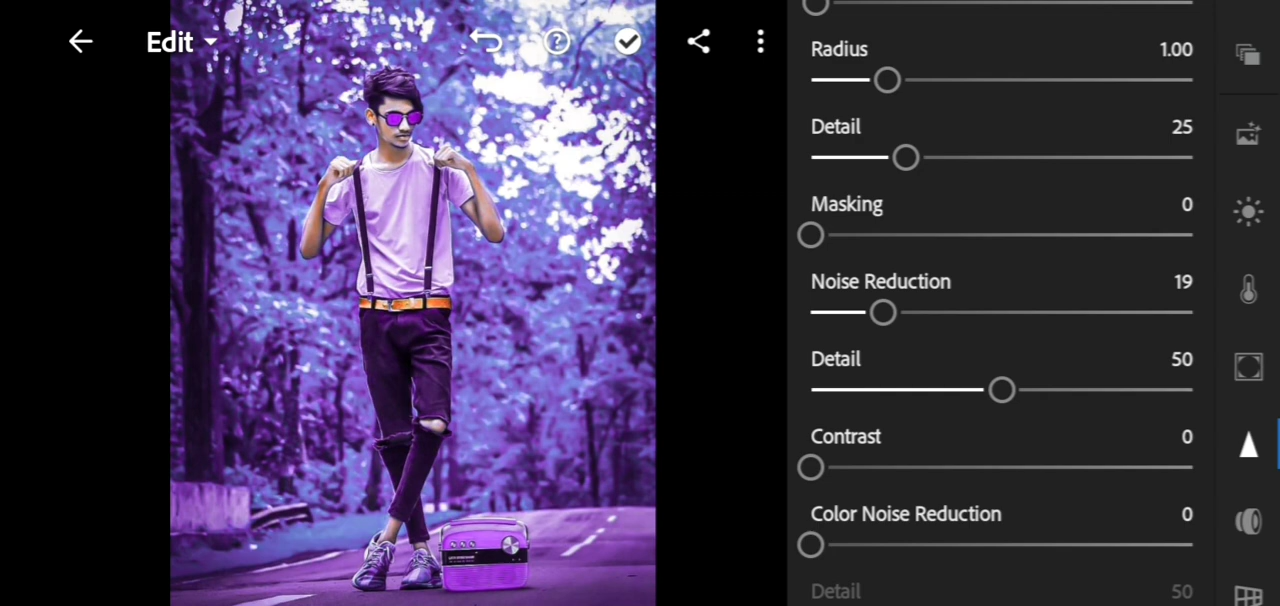 Edit
?
Radius 1.00
Detail 25
Masking 0
Noise Reduction 19
Detail 50
Contrast 0
Color Noise Reduction 0
Detail 50